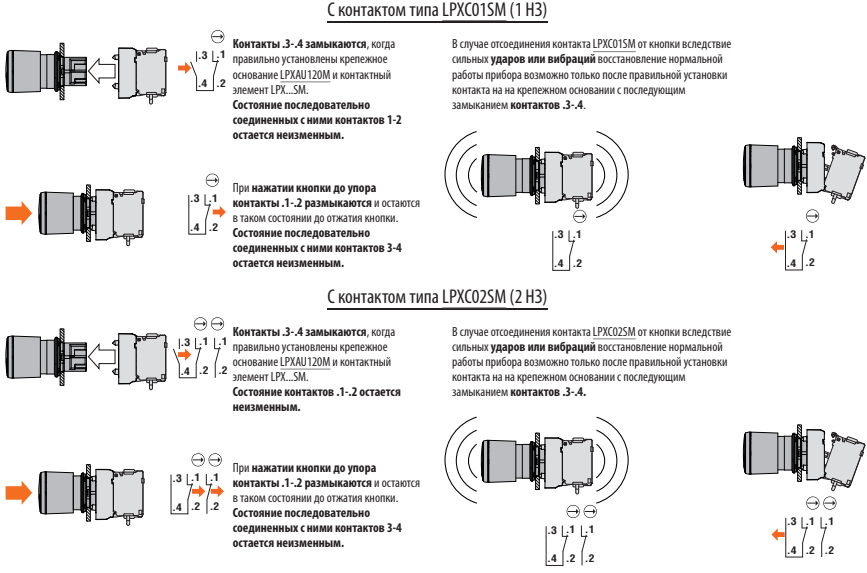 С контактом типа LPXC01SM (1 НЗ)
.3 .1
.4 .2
Контакты .3-.4 замыкаются, когда
правильно установлены крепежное
основание LPXAU120M и контактный
элемент LPX...SM.
Состояние последовательно
соединенных с ними контактов 1-2
остается неизменным.
В случае отсоединения контакта LPXC01SM от кнопки вследствие
сильных ударов или вибраций восстановление нормальной
работы прибора возможно только после правильной установки
контакта на на крепежном основании с последующим
замыканием контактов .3-.4.
.3 .1
.4 .2
При нажатии кнопки до упора
контакты .1-.2 размыкаются и остаются
в таком состоянии до отжатия кнопки.
Состояние последовательно
соединенных с ними контактов 3-4
остается неизменным.
.3 .1
.4 .2
.3 .1
.4 .2
С контактом типа LPXC02SM (2 НЗ)
.3 .1 .1
.4 .2 .2
Контакты .3-.4 замыкаются, когда
правильно установлены крепежное
основание LPXAU120M и контактный
элемент LPX...SM.
Состояние контактов .1-.2 остается
неизменным.
В случае отсоединения контакта LPXC02SM от кнопки вследствие
сильных ударов или вибраций восстановление нормальной
работы прибора возможно только после правильной установки
контакта на на крепежном основании с последующим
замыканием контактов .3-.4.
.3 .1 .1
.4 .2 .2
При нажатии кнопки до упора
контакты .1-.2 размыкаются и остаются
в таком состоянии до отжатия кнопки.
Состояние последовательно
соединенных с ними контактов 3-4
остается неизменным.
.3 .1 .1
.4 .2 .2
.3 .1 .1
.4 .2 .2